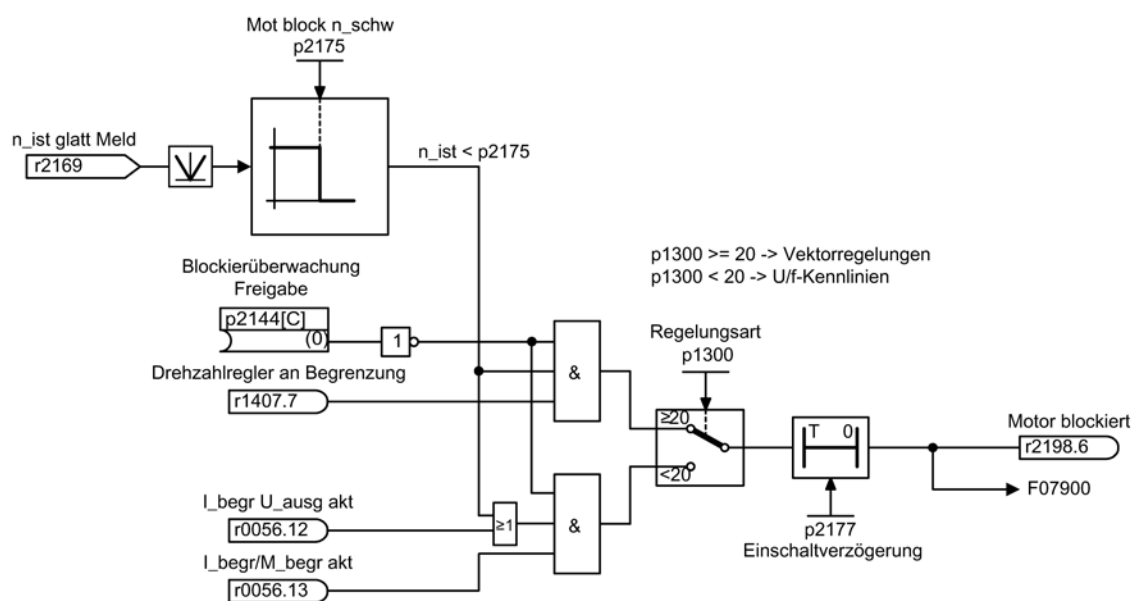 Mot block n_schw
p2175
n_ist glatt Meld
r2169
n_ist < p2175
p1300 >= 20 -> Vektorregelungen
p1300 < 20 -> U/f-Kennlinien
Blockierüberwachung
Freigabe
p2144[C]
(0)
1
Regelungsart
p1300
Drehzahlregler an Begrenzung
r1407.7
&
≥20
<20
T 0
Motor blockiert
r2198.6
F07900
p2177
Einschaltverzögerung
I_begr U_ausg akt
r0056.12
≥1
&
I_begr/M_begr akt
r0056.13